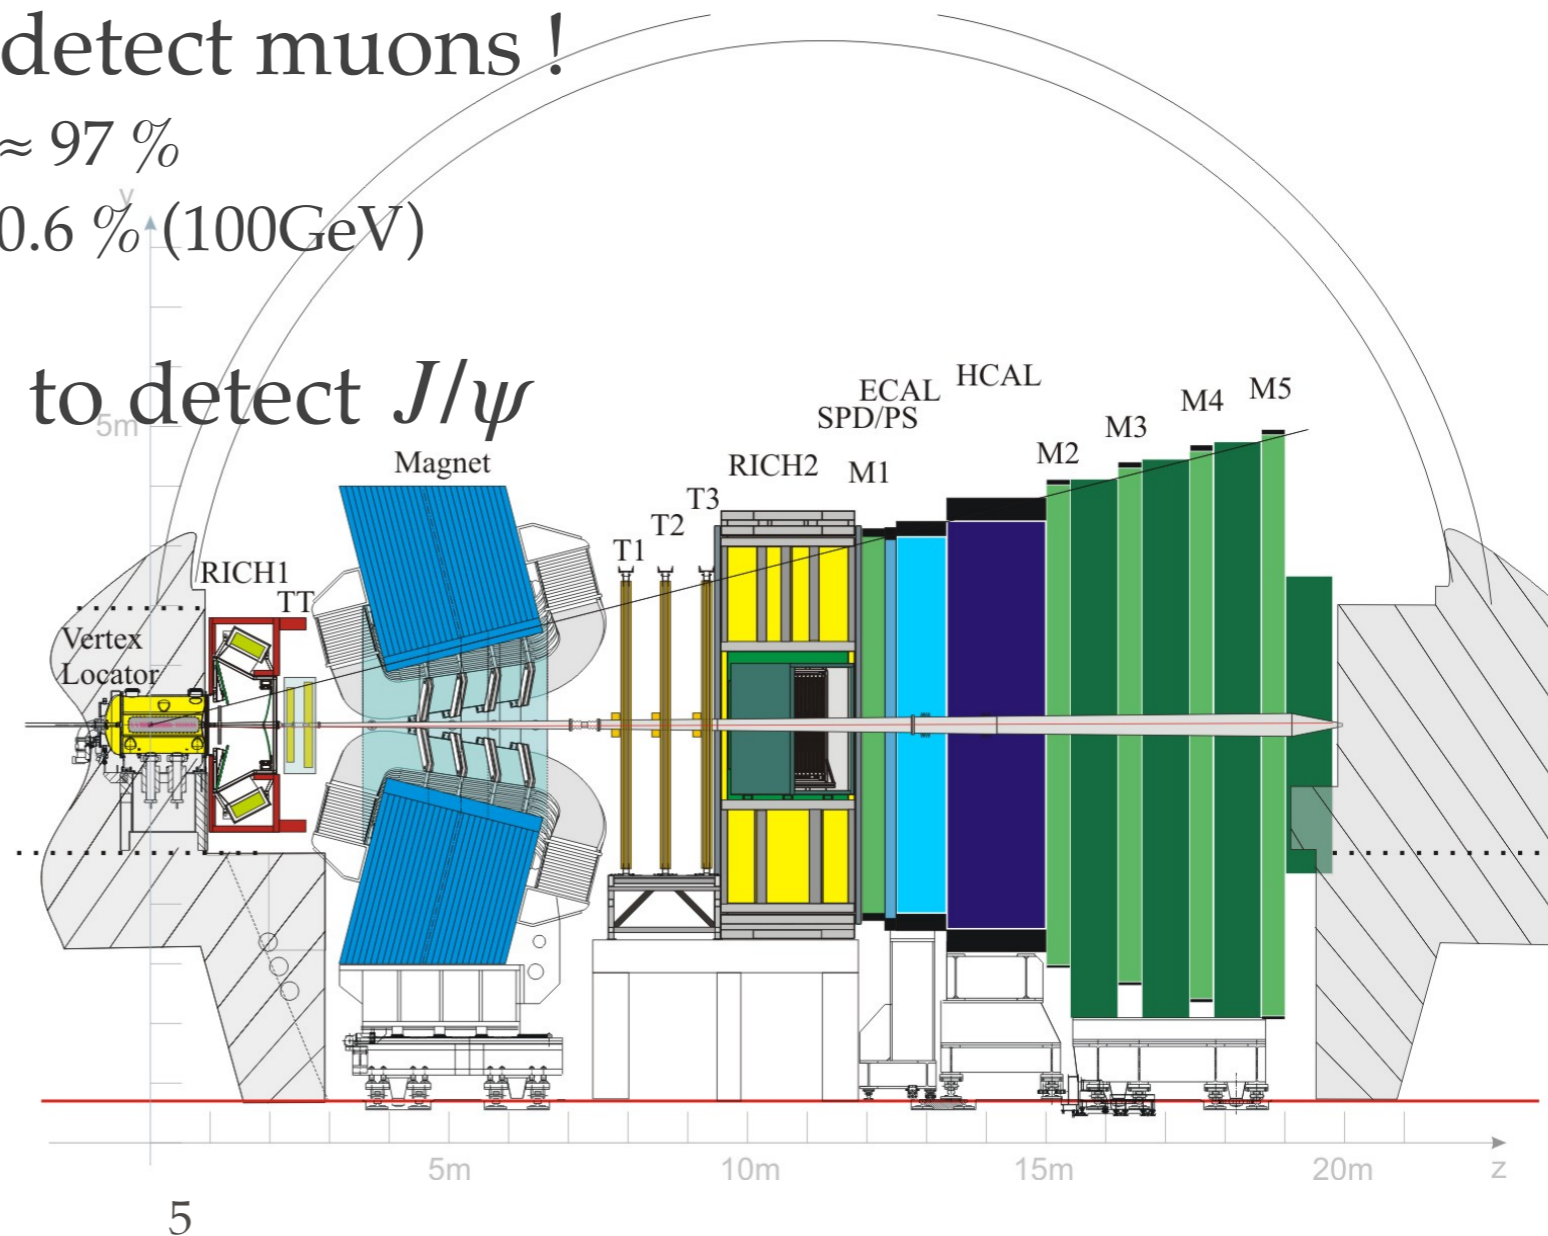 detect muons !
≈ 97 %
y
0.6 % (100GeV)
to detect J/ψ
5m
HCAL
ECAL
SPD/PS
M5
M4
M3
M2
Magnet
RICH2
M1
T3
T2
T1
RICH1
TT
Vertex
Locator
5m
10m
15m
20m
z
5